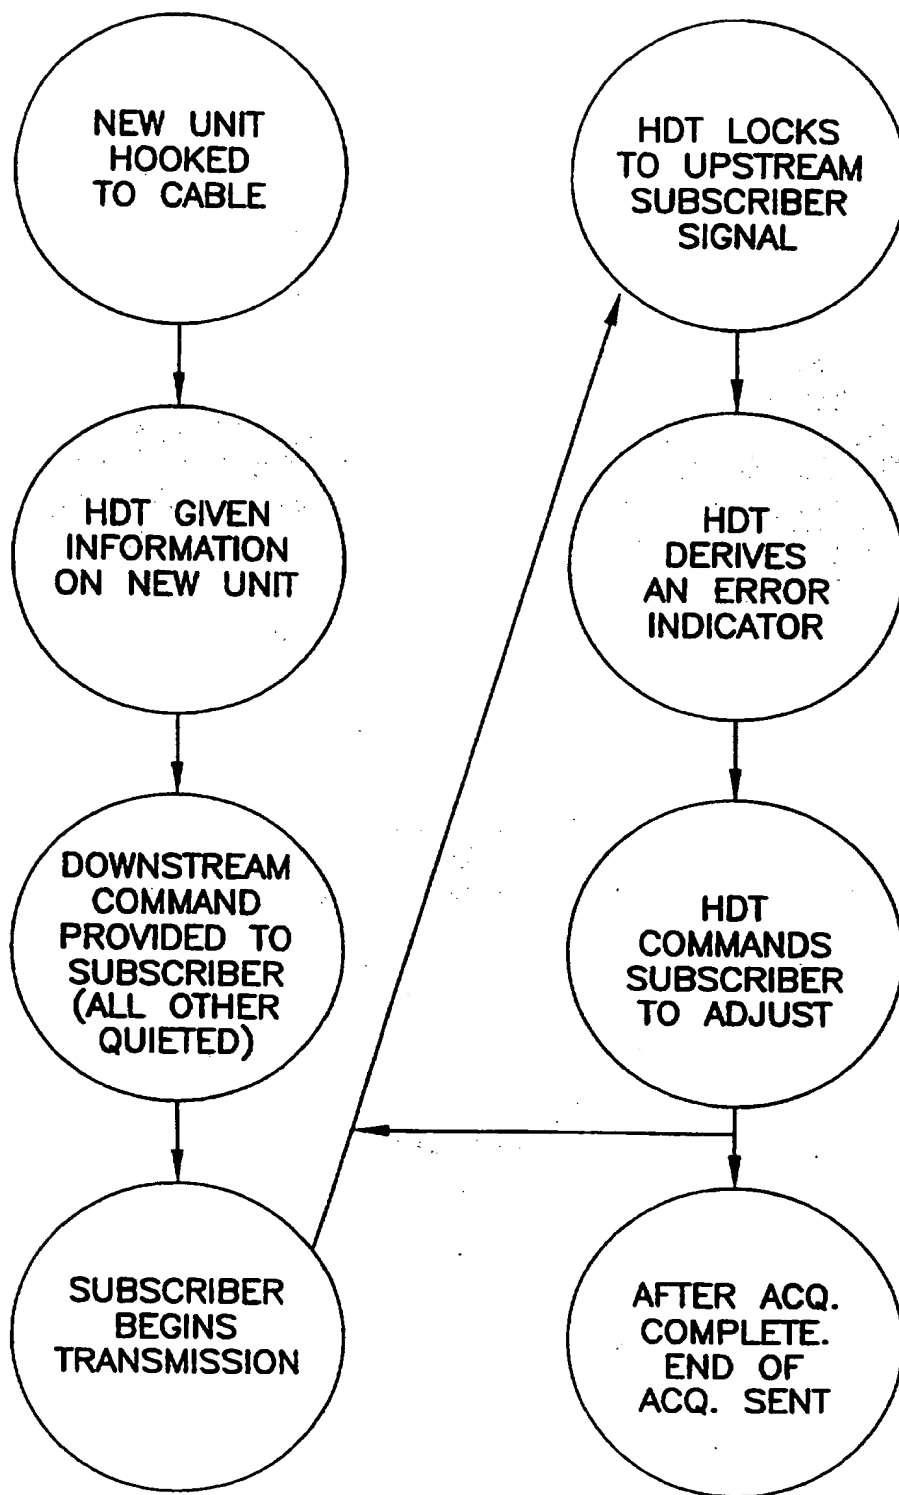 NEW UNIT
HOOKED
TO CABLE
HDT GIVEN
INFORMATION
ON NEW UNIT
DOWNSTREAM
COMMAND
PROVIDED TO
SUBSCRIBER
(ALL OTHER
QUIETED)
SUBSCRIBER
BEGINS
TRANSMISSION
HDT LOCKS
TO UPSTREAM
SUBSCRIBER
SIGNAL
HDT
DERIVES
AN ERROR
INDICATOR
HDT
COMMANDS
SUBSCRIBER
TO ADJUST
AFTER ACQ.
COMPLETE.
END OF
ACQ. SENT